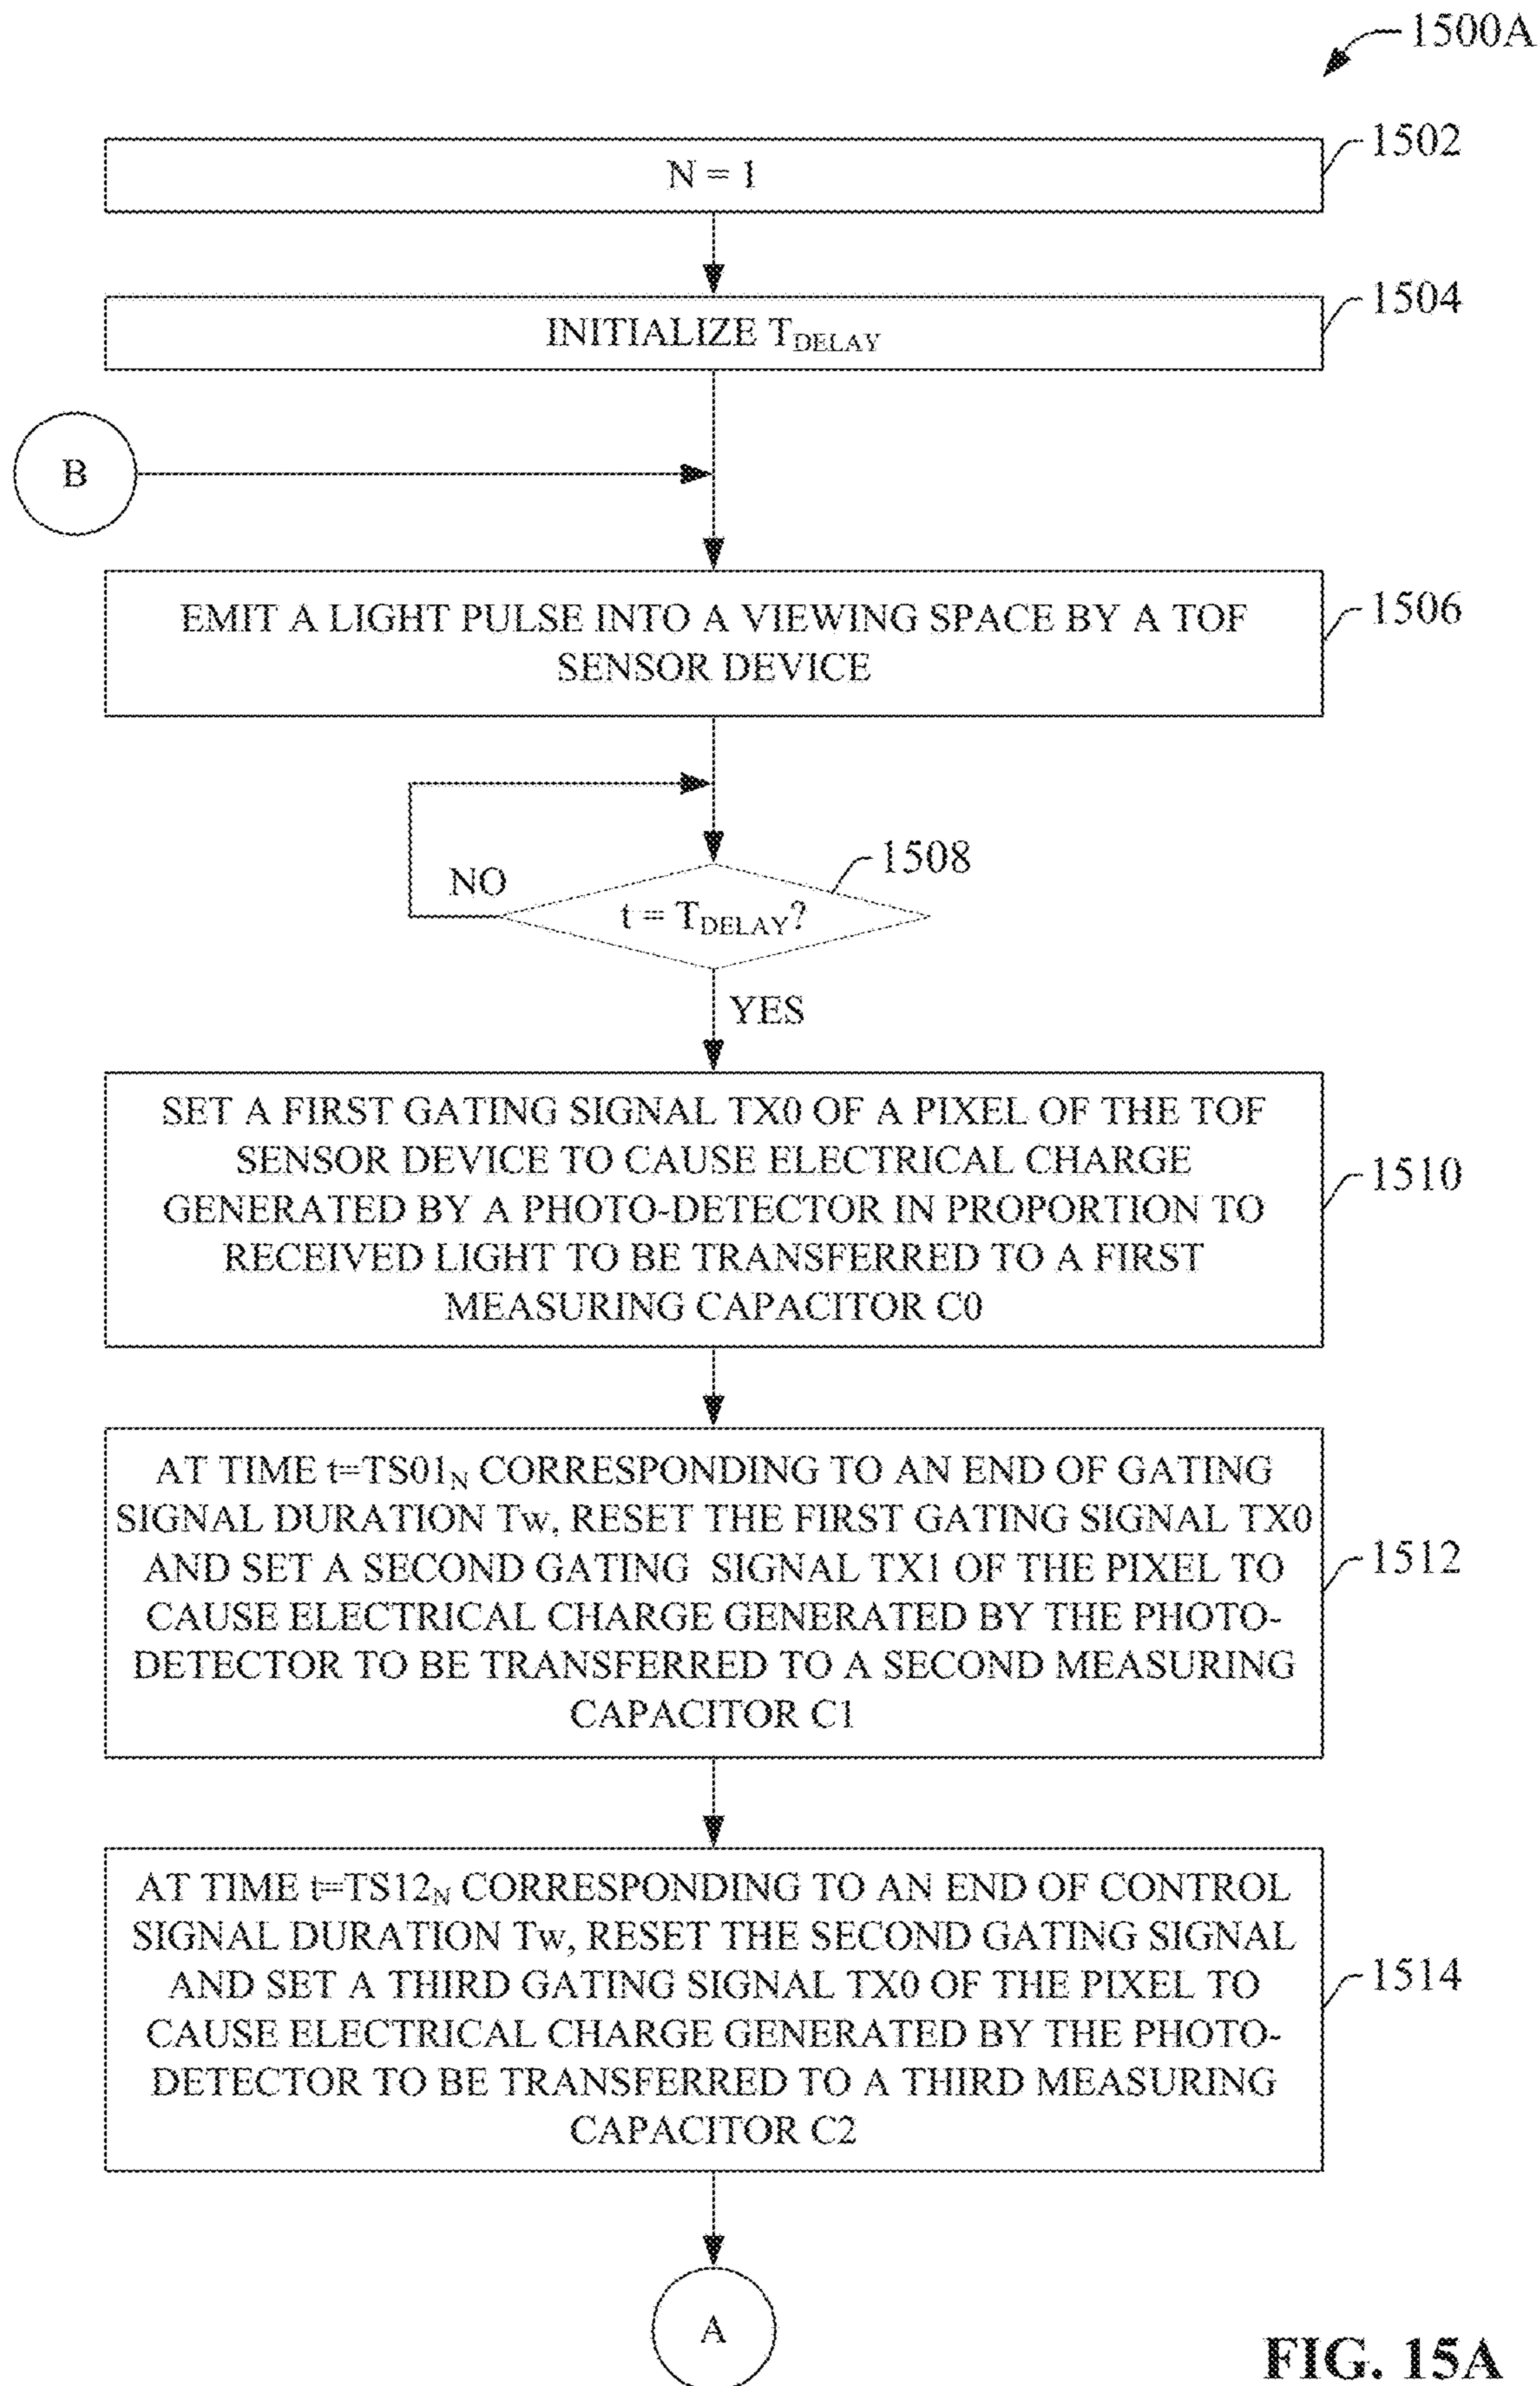 1500A
N = 1
1502
INITIALIZE T_DELAY
1504
B
EMIT A LIGHT PULSE INTO A VIEWING SPACE BY A TOF
SENSOR DEVICE
1506
1508
NO
t = T_DELAY?
YES
SET A FIRST GATING SIGNAL TX0 OF A PIXEL OF THE TOF
SENSOR DEVICE TO CAUSE ELECTRICAL CHARGE
GENERATED BY A PHOTO-DETECTOR IN PROPORTION TO
RECEIVED LIGHT TO BE TRANSFERRED TO A FIRST
MEASURING CAPACITOR C0
1510
AT TIME t=TS01_N CORRESPONDING TO AN END OF GATING
SIGNAL DURATION Tw, RESET THE FIRST GATING SIGNAL TX0
AND SET A SECOND GATING SIGNAL TX1 OF THE PIXEL TO
CAUSE ELECTRICAL CHARGE GENERATED BY THE PHOTO-
DETECTOR TO BE TRANSFERRED TO A SECOND MEASURING
CAPACITOR C1
1512
AT TIME t=TS12_N CORRESPONDING TO AN END OF CONTROL
SIGNAL DURATION Tw, RESET THE SECOND GATING SIGNAL
AND SET A THIRD GATING SIGNAL TX0 OF THE PIXEL TO
CAUSE ELECTRICAL CHARGE GENERATED BY THE PHOTO-
DETECTOR TO BE TRANSFERRED TO A THIRD MEASURING
CAPACITOR C2
1514
A
FIG. 15A